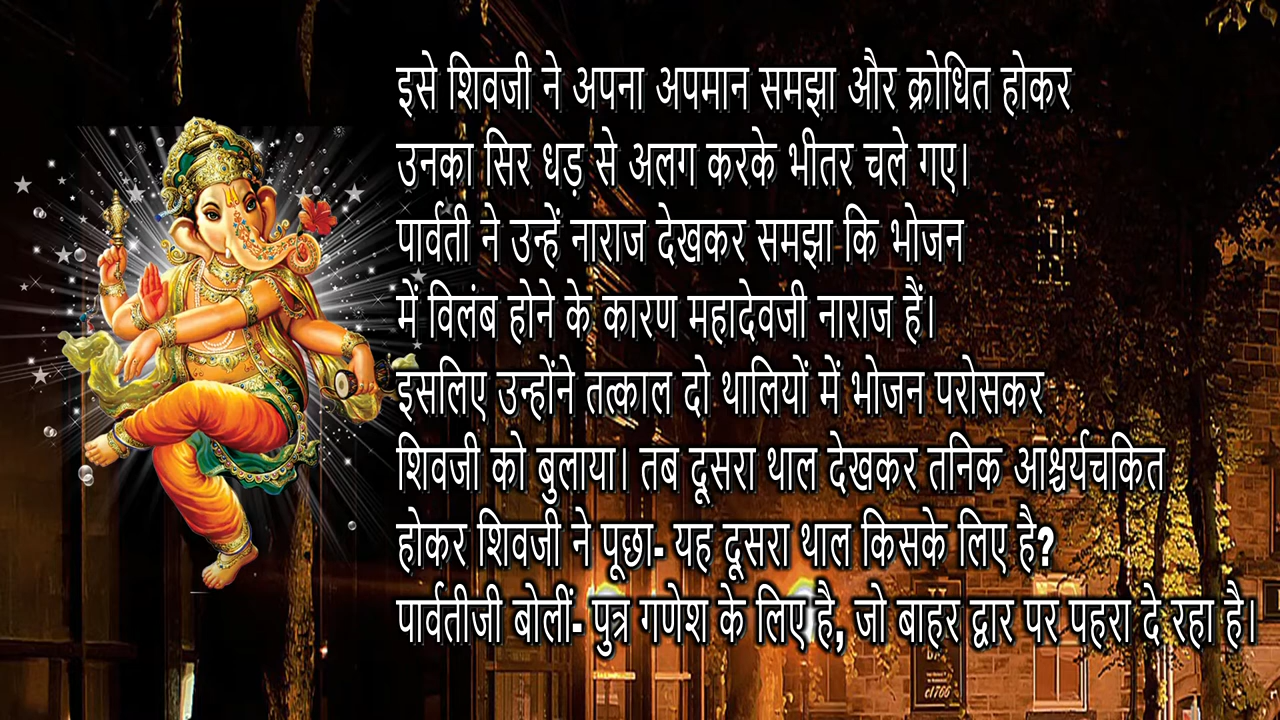 इसे शिवजी ने अपना अपमान समझा और क्रोधित होकर
उनका सिर धड़ से अलग करके भीतर चले गए।
पार्वती ने उन्हें नाराज देखकर समझा कि भोजन
में विलंब होने के कारण महादेवजी नाराज हैं।
इसलिए उन्होंने तत्काल दो थालियों में भोजन परोसकर
शिवजी को बुलाया। तब दूसरा थाल देखकर तनिक आश्चर्यचकित
होकर शिवजी ने पूछा- यह दूसरा थाल किसके लिए है?
पार्वतीजी बोलीं- पुत्र गणेश के लिए है, जो बाहर द्वार पर पहरा दे रहा है।
c1766